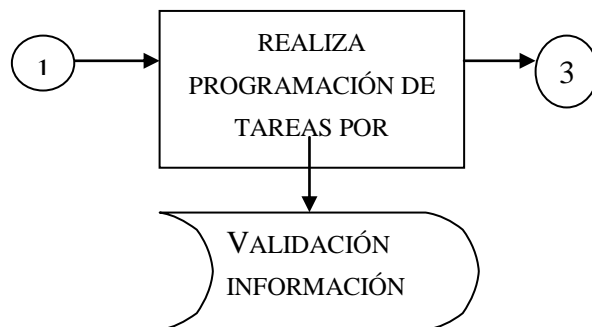 1
REALIZA
PROGRAMACIÓN DE
TAREAS POR
3
VALIDACIÓN
INFORMACIÓN